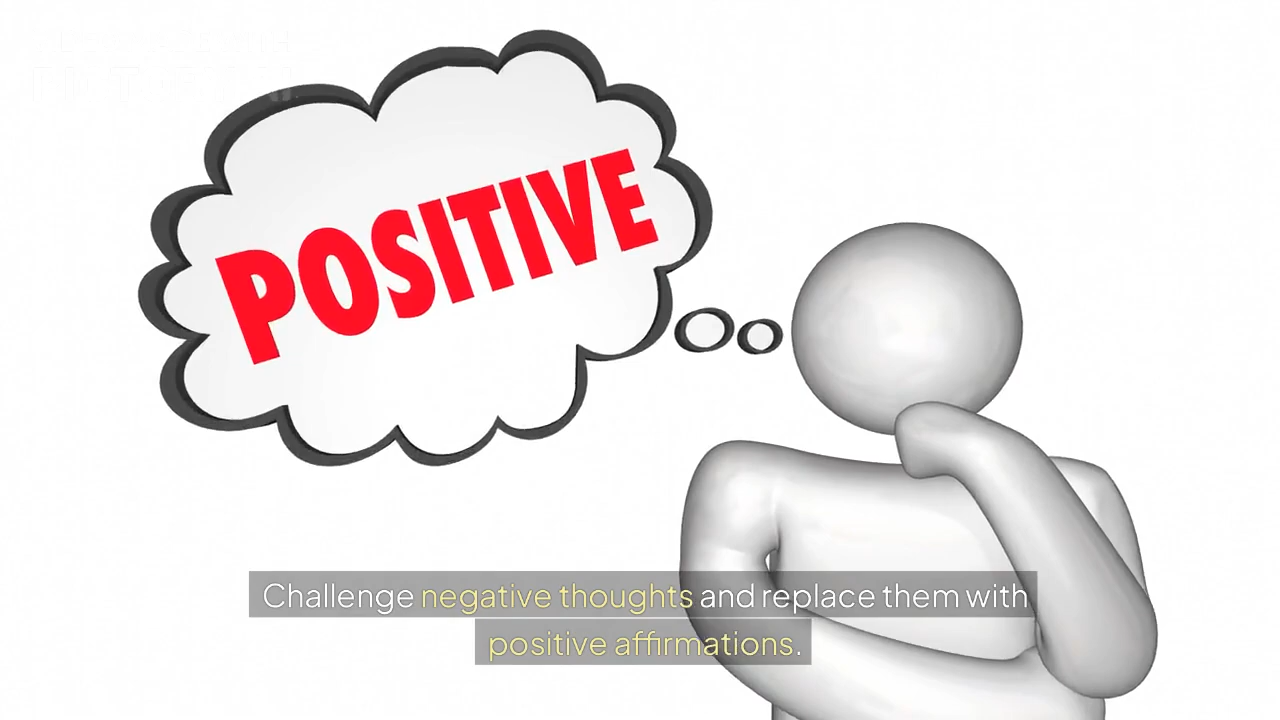 POSITIVE
Challenge negative thoughts and replace them with
positive affirmations.